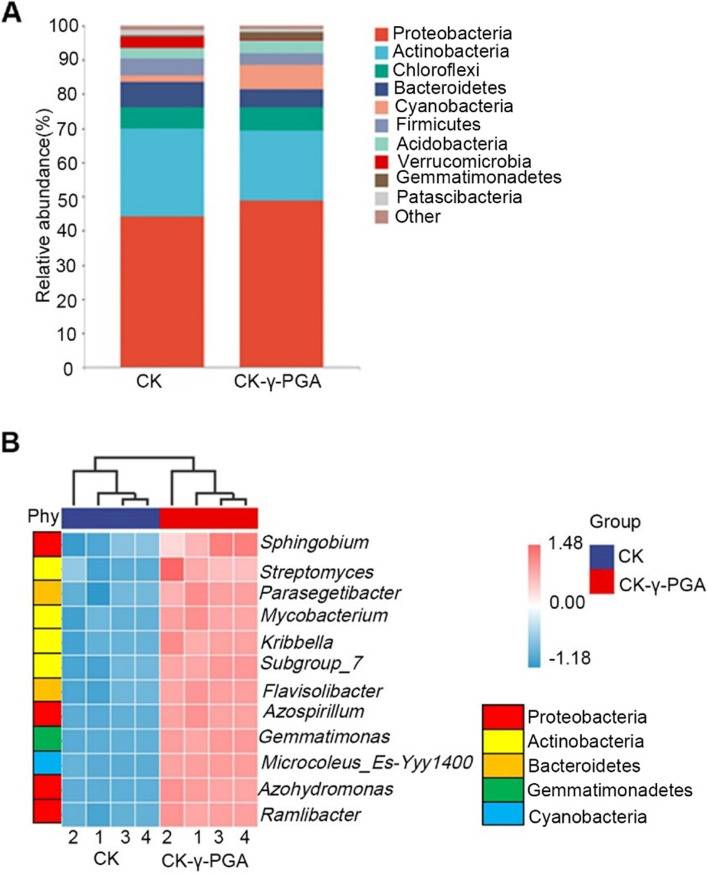 A
100
90
80
70
60
50
40
30
20
10
0
Relative abundance(%)
CK
CK-γ-PGA
Proteobacteria
Actinobacteria
Chloroflexi
Bacteroidetes
Cyanobacteria
Firmicutes
Acidobacteria
Verrucomicrobia
Gemmatimonadetes
Patascibacteria
Other
B
Phy
Sphingobium
Streptomyces
Parasegetibacter
Mycobacterium
Kribbella
Subgroup_7
Flavisolibacter
Azospirillum
Gemmatimonas
Microcoleus_Es-Yyy1400
Azohydromonas
Ramlibacter
2 1 3 4 2 1 3 4
CK CK-γ-PGA
1.48
0.00
-1.18
Group
CK
CK-γ-PGA
Proteobacteria
Actinobacteria
Bacteroidetes
Gemmatimonadetes
Cyanobacteria